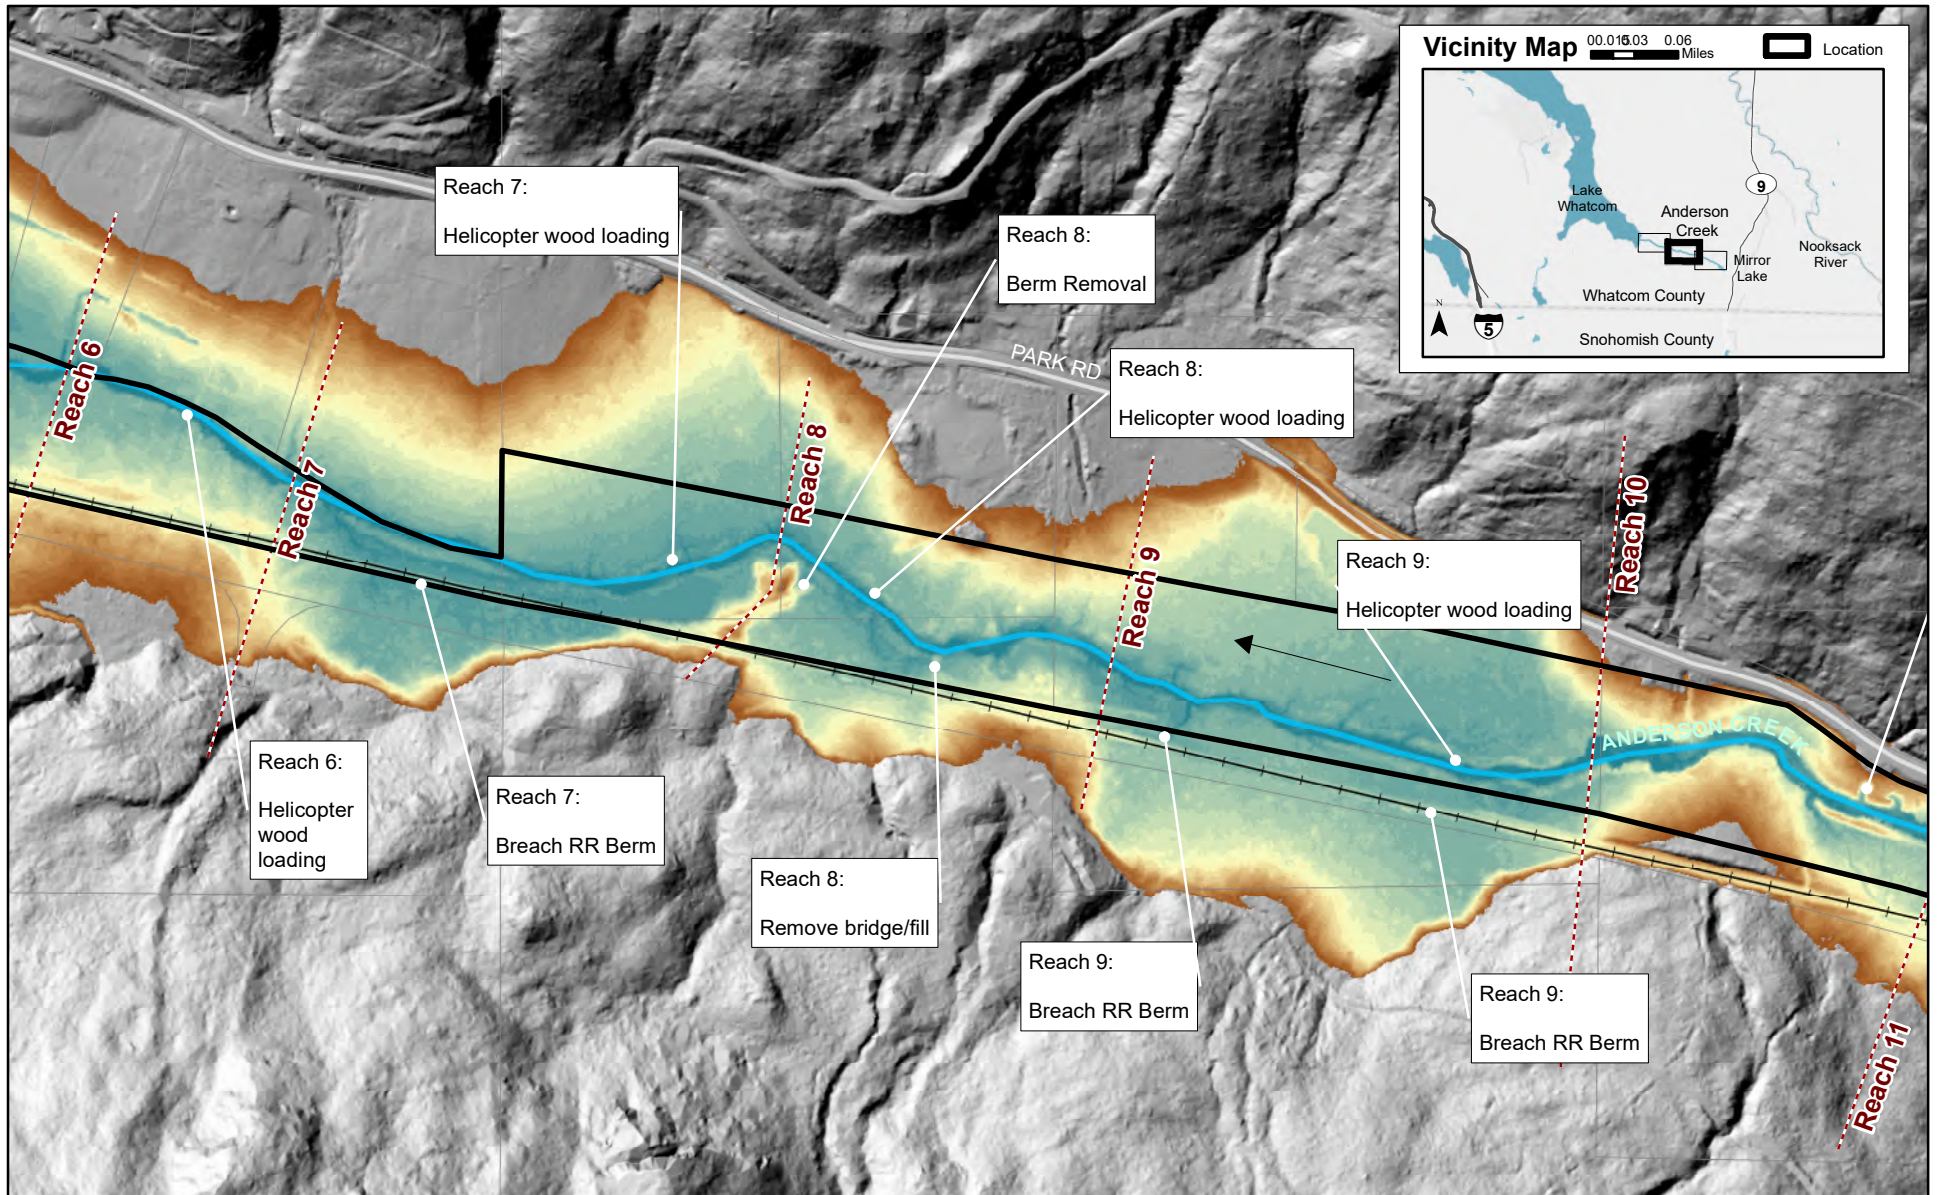 Vicinity Map
00.015 0.03 0.06
Miles
Location
Lake
Whatcom
Anderson
Creek
9
Mirror
Lake
Nooksack
River
Whatcom County
N
5
Snohomish County
Reach 7:
Helicopter wood loading
Reach 8:
Berm Removal
PARK RD
Reach 8:
Helicopter wood loading
Reach 6
Reach 7
Reach 8
Reach 9
Reach 10
Reach 9:
Helicopter wood loading
ANDERSON CREEK
Reach 6:
Helicopter
wood
loading
Reach 7:
Breach RR Berm
Reach 8:
Remove bridge/fill
Reach 9:
Breach RR Berm
Reach 9:
Breach RR Berm
Reach 11